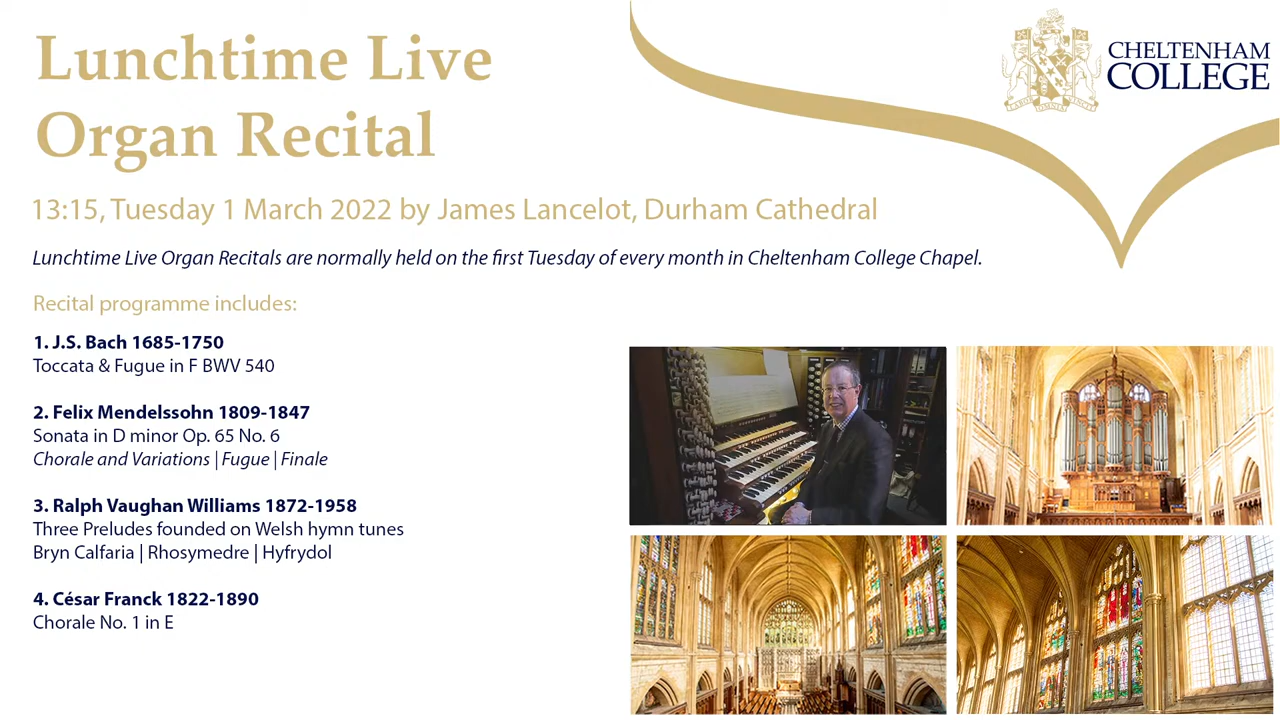 Lunchtime Live
Organ Recital
CHELTENHAM
COLLEGE
LABOR OMNIA VINCIT
13:15, Tuesday 1 March 2022 by James Lancelot, Durham Cathedral
Lunchtime Live Organ Recitals are normally held on the first Tuesday of every month in Cheltenham College Chapel.
Recital programme includes:
1. J.S. Bach 1685-1750
Toccata & Fugue in F BWV 540
2. Felix Mendelssohn 1809-1847
Sonata in D minor Op. 65 No. 6
Chorale and Variations | Fugue | Finale
3. Ralph Vaughan Williams 1872-1958
Three Preludes founded on Welsh hymn tunes
Bryn Calfaria | Rhosymedre | Hyfrydol
4. César Franck 1822-1890
Chorale No. 1 in E